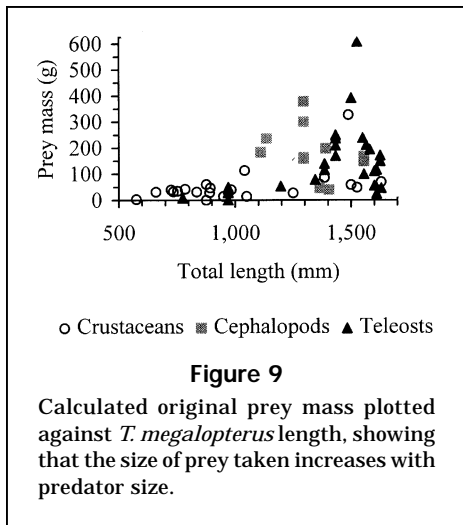 600
500
400
300
200
100
0
Prey mass (g)
500 1,000 1,500
Total length (mm)
Crustaceans Cephalopods Teleosts
Figure 9
Calculated original prey mass plotted
against T. megalopterus length, showing
that the size of prey taken increases with
predator size.